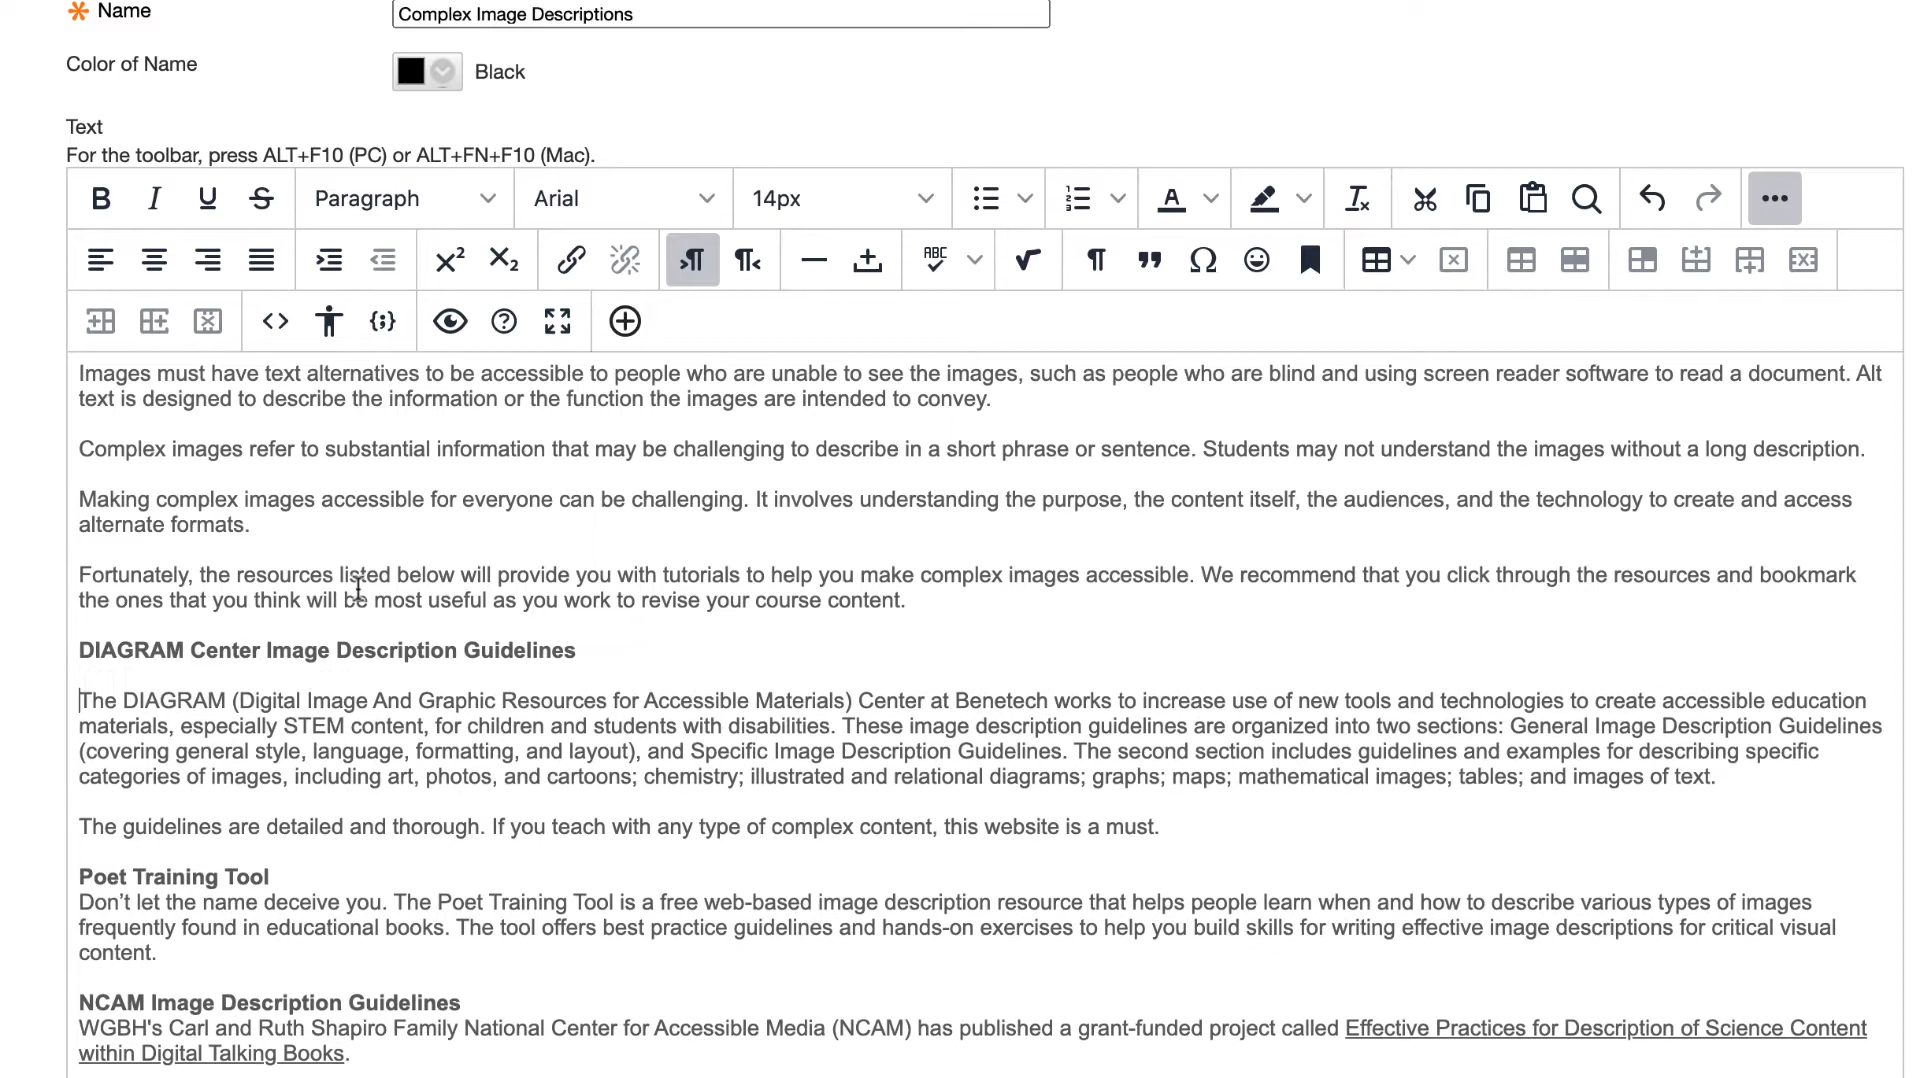 Name
Complex Image Descriptions
Color of Name
Black
Text
For the toolbar, press ALT+F10 (PC) or ALT+FN+F10 (Mac).
B I U S Paragraph Arial 14px
ABC
Images must have text alternatives to be accessible to people who are unable to see the images, such as people who are blind and using screen reader software to read a document. Alt
text is designed to describe the information or the function the images are intended to convey.
Complex images refer to substantial information that may be challenging to describe in a short phrase or sentence. Students may not understand the images without a long description.
Making complex images accessible for everyone can be challenging. It involves understanding the purpose, the content itself, the audiences, and the technology to create and access
alternate formats.
Fortunately, the resources listed below will provide you with tutorials to help you make complex images accessible. We recommend that you click through the resources and bookmark
the ones that you think will be most useful as you work to revise your course content.
DIAGRAM Center Image Description Guidelines
The DIAGRAM (Digital Image And Graphic Resources for Accessible Materials) Center at Benetech works to increase use of new tools and technologies to create accessible education
materials, especially STEM content, for children and students with disabilities. These image description guidelines are organized into two sections: General Image Description Guidelines
(covering general style, language, formatting, and layout), and Specific Image Description Guidelines. The second section includes guidelines and examples for describing specific
categories of images, including art, photos, and cartoons; chemistry; illustrated and relational diagrams; graphs; maps; mathematical images; tables; and images of text.
The guidelines are detailed and thorough. If you teach with any type of complex content, this website is a must.
Poet Training Tool
Don’t let the name deceive you. The Poet Training Tool is a free web-based image description resource that helps people learn when and how to describe various types of images
frequently found in educational books. The tool offers best practice guidelines and hands-on exercises to help you build skills for writing effective image descriptions for critical visual
content.
NCAM Image Description Guidelines
WGBH's Carl and Ruth Shapiro Family National Center for Accessible Media (NCAM) has published a grant-funded project called Effective Practices for Description of Science Content
within Digital Talking Books.